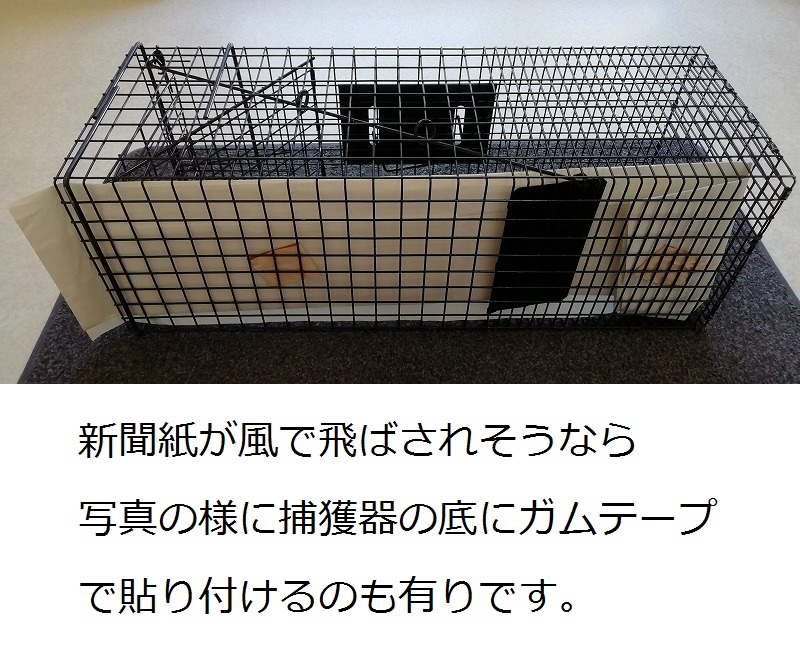 新聞紙が風で飛ばされそうなら
写真の様に捕獲器の底にガムテープ
で貼り付けるのも有りです。